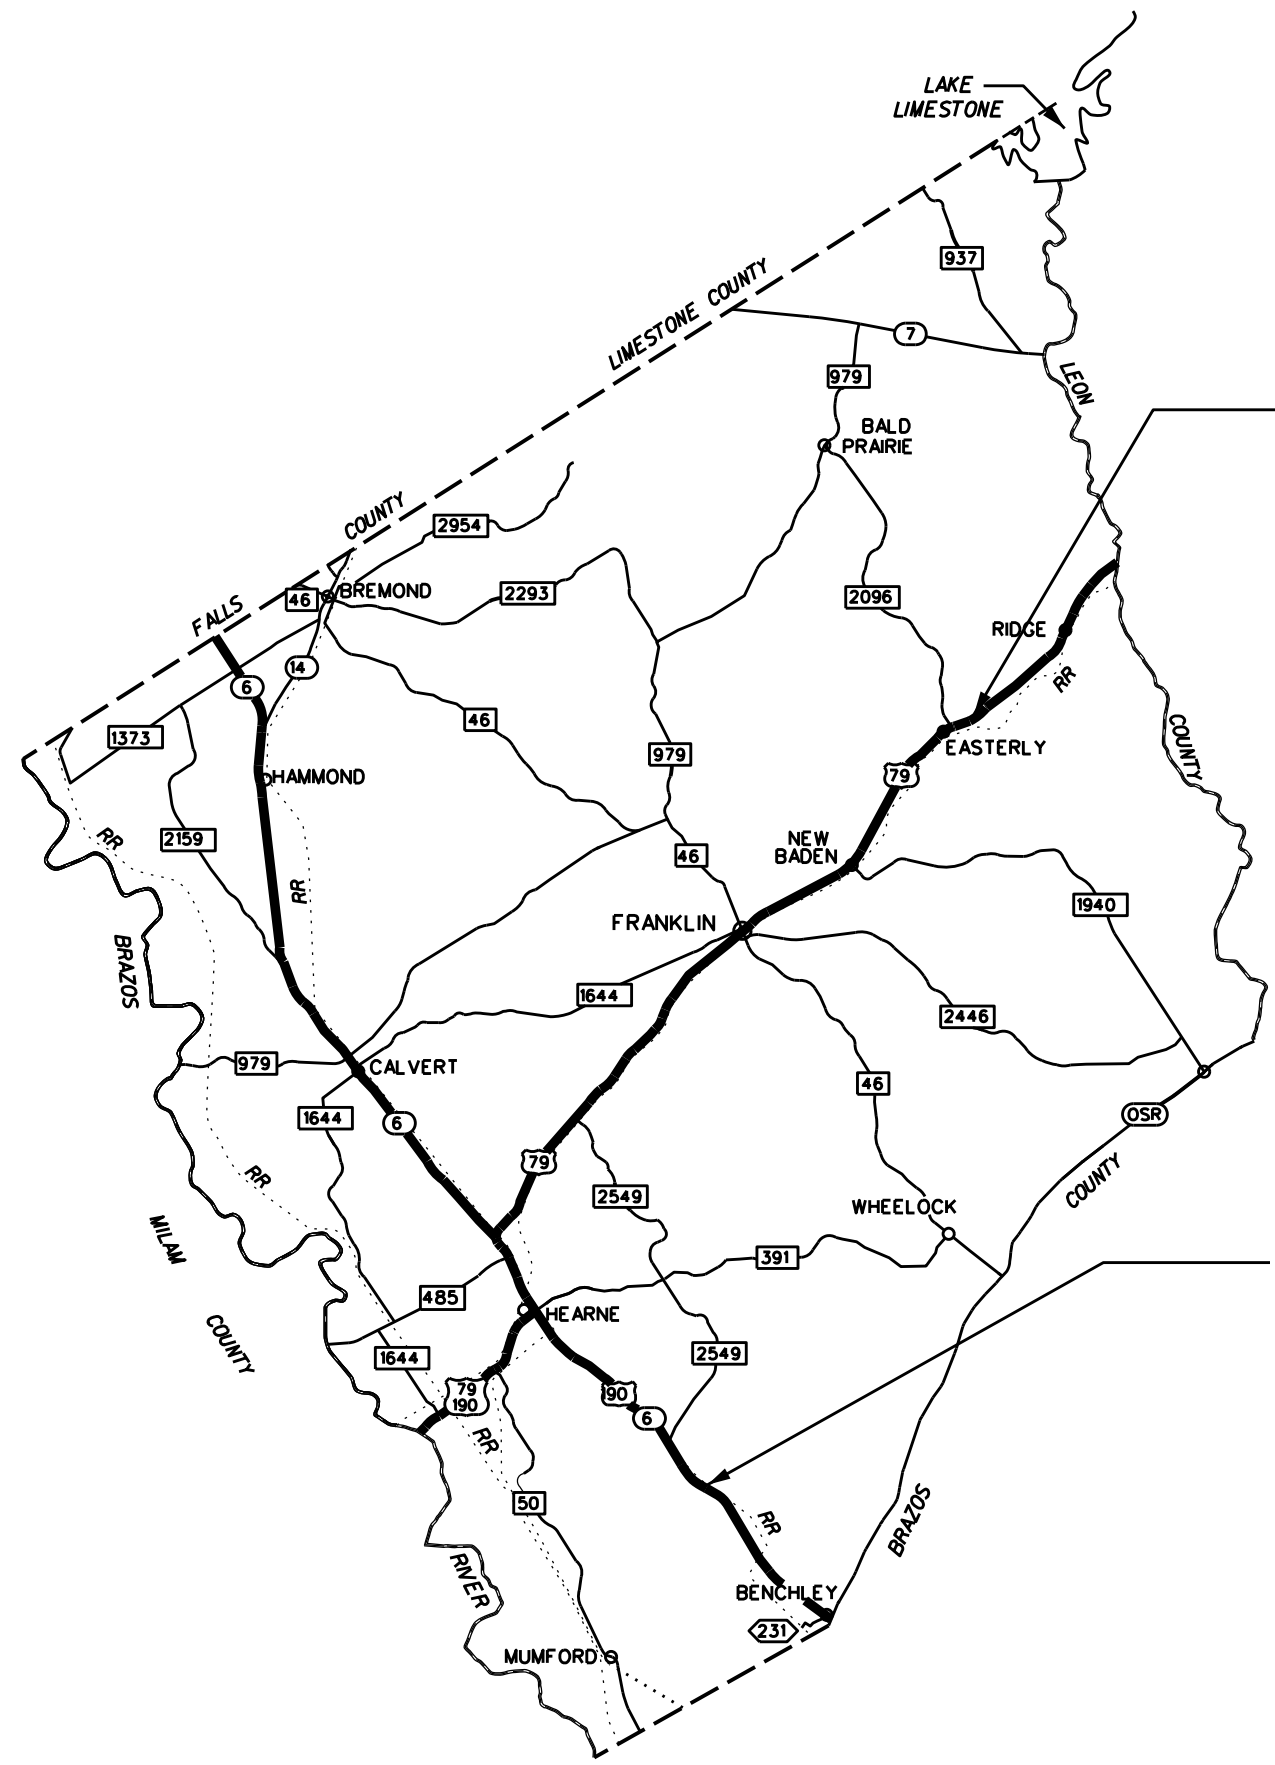 LAKE
LIMESTONE
937
LIMESTONE COUNTY
7
LEON
979
BALD
PRAIRIE
COUNTY
2954
46
BREMOND
2293
2096
FALLS
RIDGE
14
6
RR
46
COUNTY
1373
979
EASTERLY
HAMMOND
79
RR
2159
NEW
BADEN
46
RR
1940
FRANKLIN
BRAZOS
1644
2446
979
CALVERT
46
1644
6
OSR
79
RR
2549
COUNTY
WHEELOCK
MILAM
391
485
HEARNE
COUNTY
1644
2549
79
190
90
6
RR
50
BRAZOS
RR
RIVER
BENCHLEY
231
MUMFORD